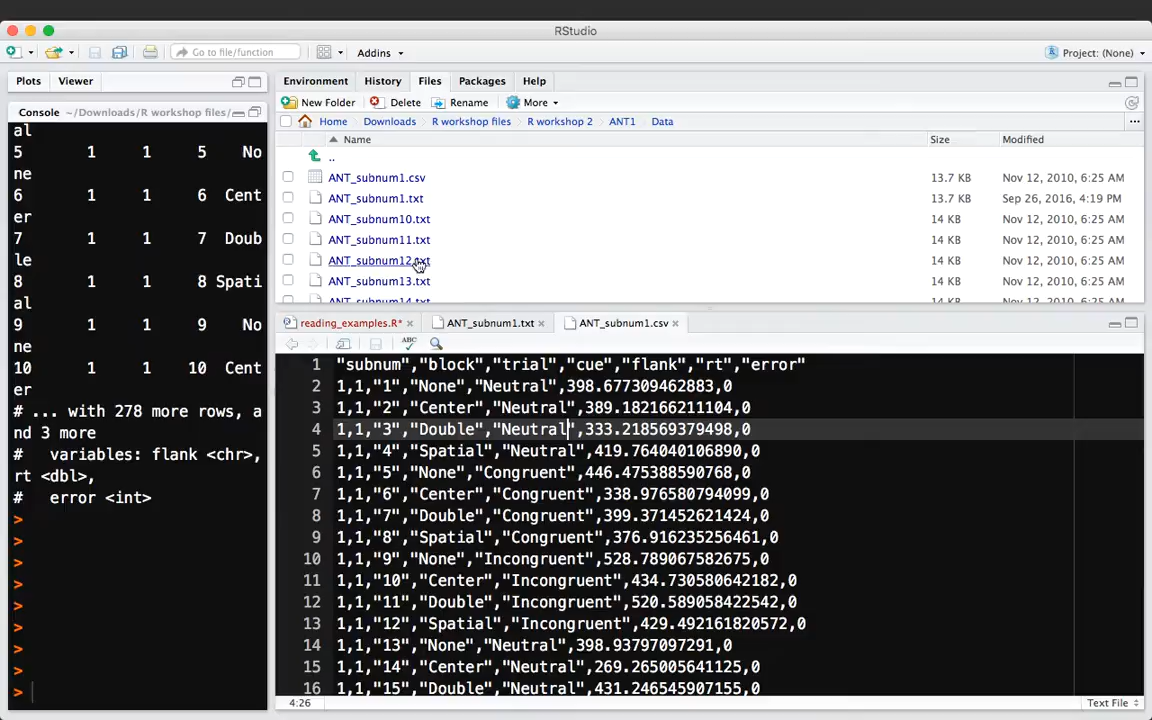 RStudio
Go to file/function
Addins
Project: (None)
Plots
Viewer
Console ~/Downloads/R workshop files/
al
5 1 1 5 No
ne
6 1 1 6 Cent
er
7 1 1 7 Doub
le
8 1 1 8 Spati
al
9 1 1 9 No
ne
10 1 1 10 Cent
er
# ... with 278 more rows, a
nd 3 more
# variables: flank <chr>,
rt <dbl>,
# error <int>
>
>
>
>
>
>
>
>
>
Environment
History
Files
Packages
Help
New Folder
Delete
Rename
More
Home
Downloads
R workshop files
R workshop 2
ANT1
Data
...
Name
Size
Modified
..
ANT_subnum1.csv 13.7 KB Nov 12, 2010, 6:25 AM
ANT_subnum1.txt 13.7 KB Sep 26, 2016, 4:19 PM
ANT_subnum10.txt 14 KB Nov 12, 2010, 6:25 AM
ANT_subnum11.txt 14 KB Nov 12, 2010, 6:25 AM
ANT_subnum12.txt 14 KB Nov 12, 2010, 6:25 AM
ANT_subnum13.txt 14 KB Nov 12, 2010, 6:25 AM
ANT_subnum14.txt 14 KB Nov 12, 2010, 6:25 AM
reading_examples.R*
ANT_subnum1.txt
ANT_subnum1.csv
ABC
1 "subnum","block","trial","cue","flank","rt","error"
2 1,1,"1","None","Neutral",398.677309462883,0
3 1,1,"2","Center","Neutral",389.182166211104,0
4 1,1,"3","Double","Neutral",333.218569379498,0
5 1,1,"4","Spatial","Neutral",419.764040106890,0
6 1,1,"5","None","Congruent",446.475388590768,0
7 1,1,"6","Center","Congruent",338.976580794099,0
8 1,1,"7","Double","Congruent",399.371452621424,0
9 1,1,"8","Spatial","Congruent",376.916235256461,0
10 1,1,"9","None","Incongruent",528.789067582675,0
11 1,1,"10","Center","Incongruent",434.730580642182,0
12 1,1,"11","Double","Incongruent",520.589058422542,0
13 1,1,"12","Spatial","Incongruent",429.492161820572,0
14 1,1,"13","None","Neutral",398.93797097291,0
15 1,1,"14","Center","Neutral",269.265005641125,0
16 1,1,"15","Double","Neutral",431.246545907155,0
4:26
Text File